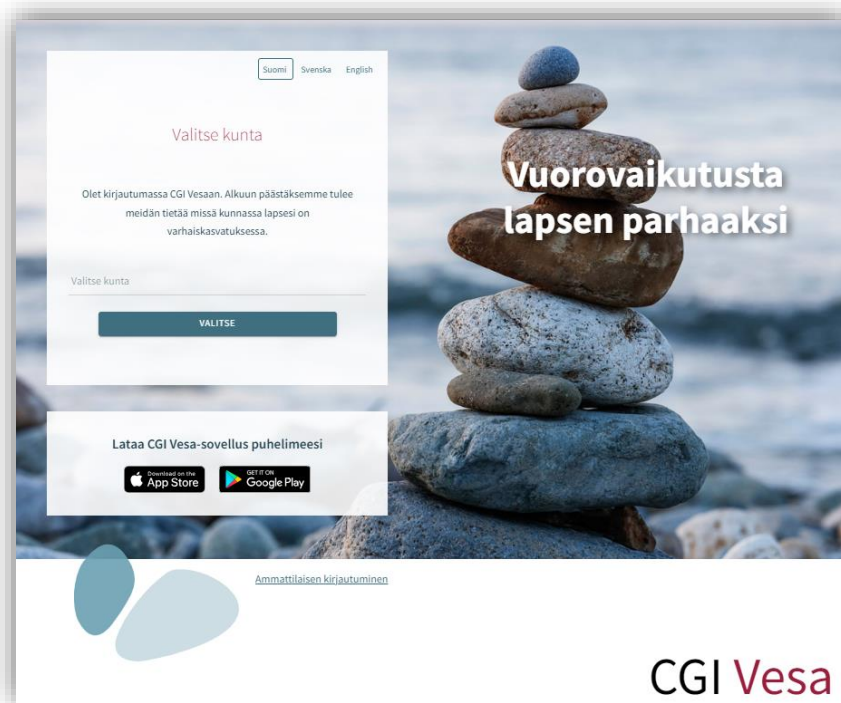 Suomi Svenska English
Valitse kunta
Olet kirjautumassa CGI Vesaan. Alkuun päästäksemme tulee
meidän tietää missä kunnassa lapsesi on
varhaiskasvatuksessa.
Valitse kunta
VALITSE
Vuorovaikutusta
lapsen parhaaksi
Lataa CGI Vesa-sovellus puhelimeesi
Download on the
App Store
GET IT ON
Google Play
Ammattilaisen kirjautuminen
CGI Vesa